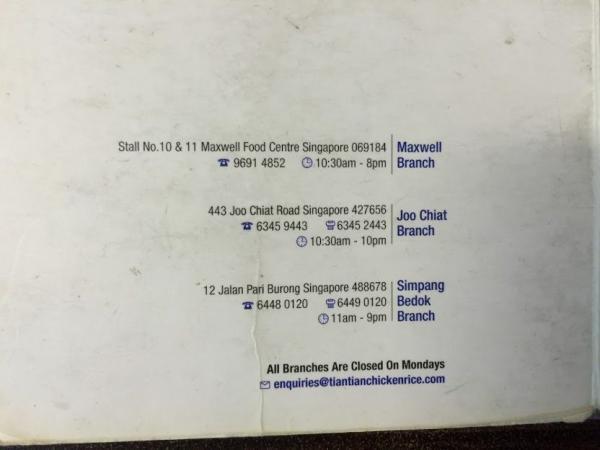 Stall No.10 & 11 Maxwell Food Centre Singapore 069184 Maxwell
9691 4852 10:30am - 8pm Branch
443 Joo Chiat Road Singapore 427656 Joo Chiat
6345 9443 6345 2443 Branch
10:30am - 10pm
12 Jalan Pari Burong Singapore 488678 Simpang
6448 0120 6449 0120 Bedok
11am - 9pm Branch
All Branches Are Closed On Mondays
enquiries@tiantianchickenrice.com